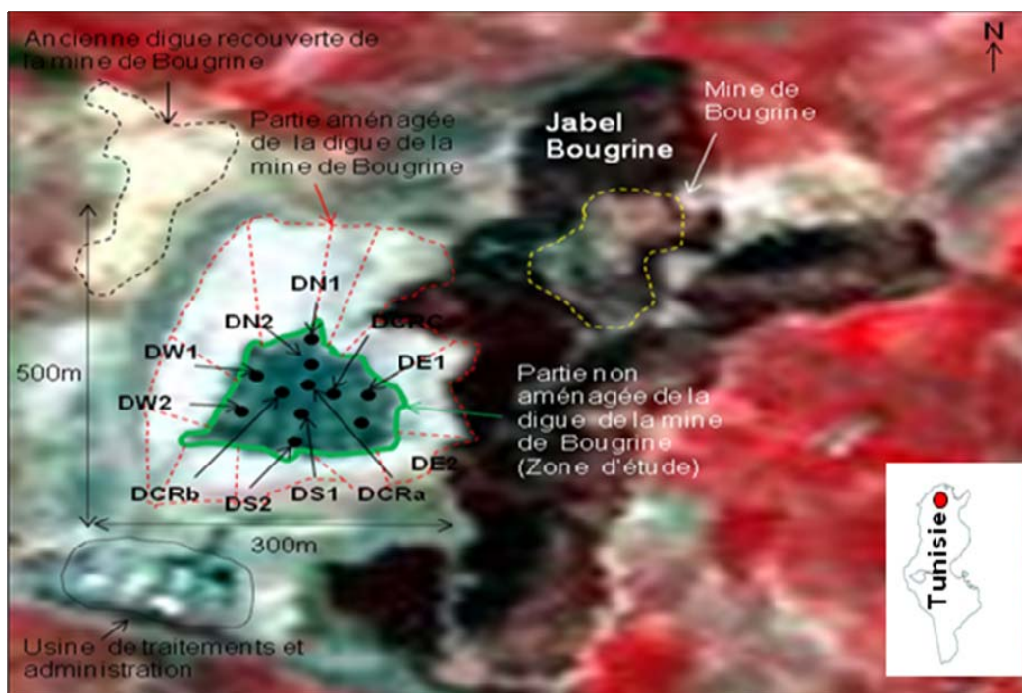 Ancienne digue recouverte de
la mine de Bougrine
N
Partie aménagée
de la digue de la
mine de Bougrine
Mine de
Bougrine
Jabel
Bougrine
DN1
DN2
DCRC
DW1
DE1
500m
DW2
Partie non
aménagée de la
digue de la mine
de Bougrine
(Zone d'étude)
DE2
DCRb
DS2
DS1
DCRa
300m
Tunisie
Usine de traitements et
administration